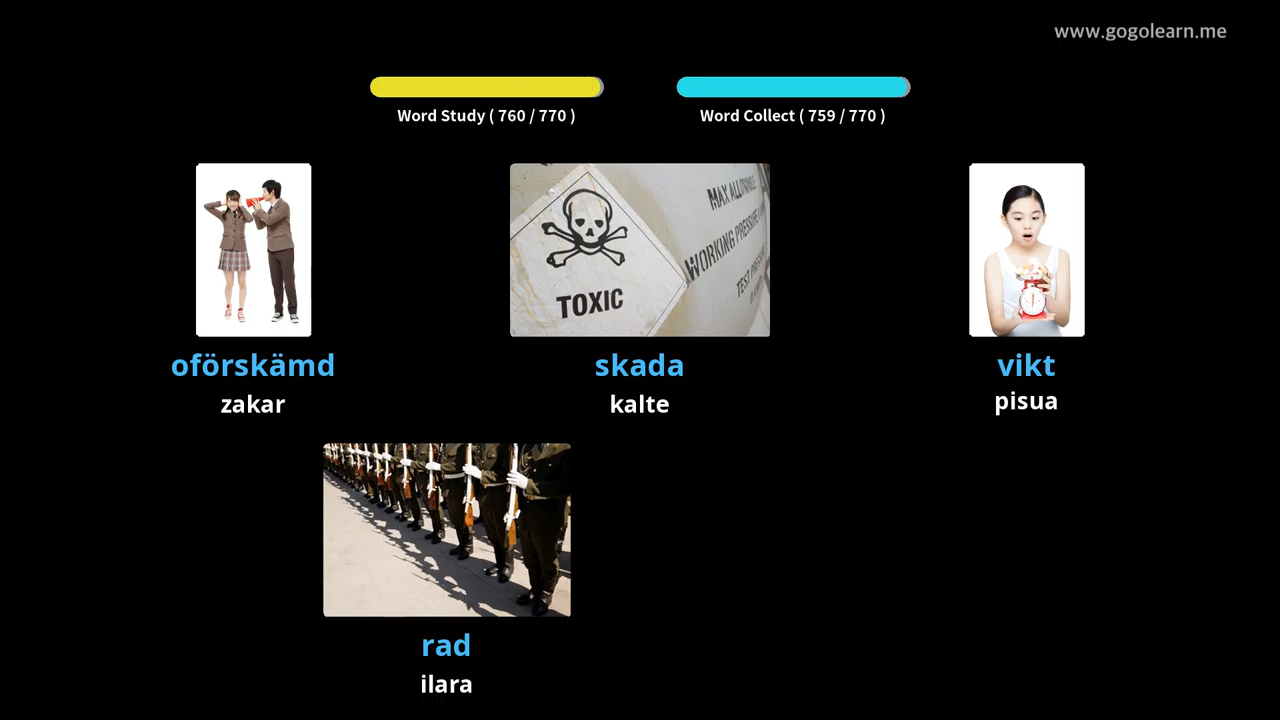 www.gogolearn.me
Word Study ( 760 / 770 )
Word Collect ( 759 / 770 )
TOXIC
MAX ALLOWABLE
WORKING PRESSURE
TEST
oförskämd
skada
vikt
zakar
kalte
pisua
rad
ilara